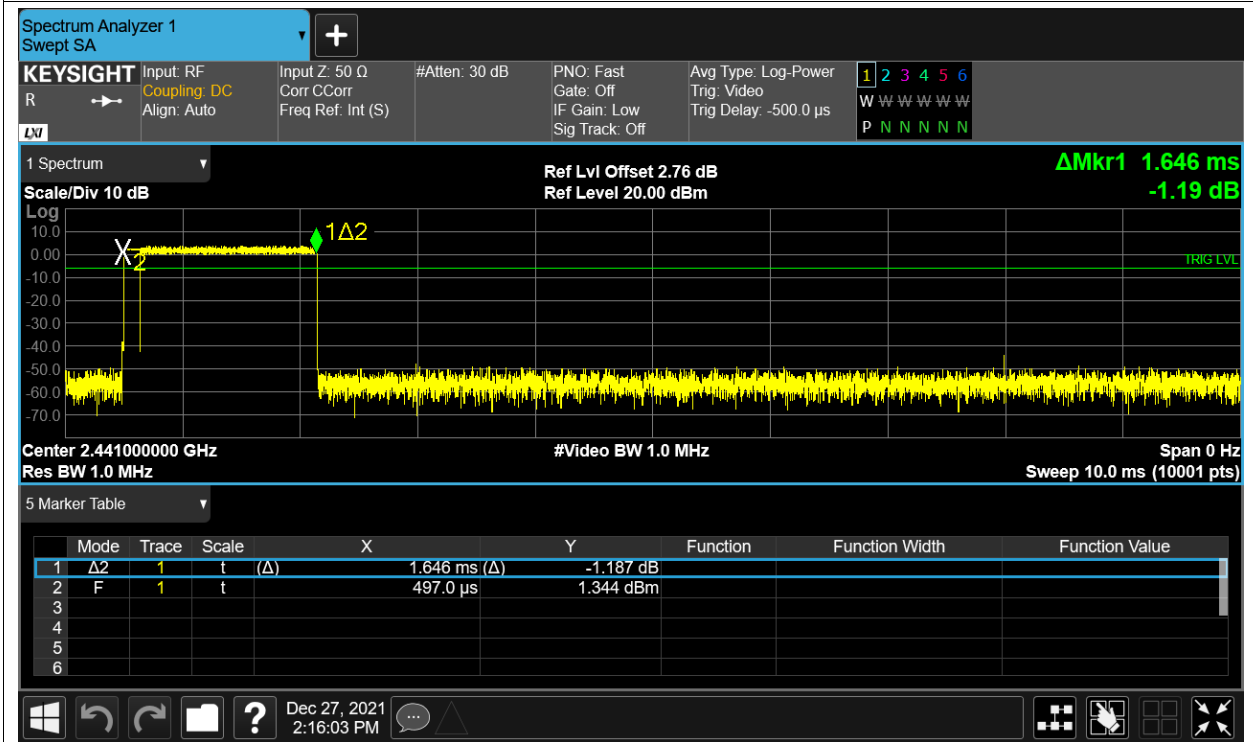 Spectrum Analyzer 1
Swept SA
KEYSIGHT Input: RF Input Z: 50 Ω #Atten: 30 dB PNO: Fast Avg Type: Log-Power 1 2 3 4 5 6
R Coupling: DC Corr CCorr Gate: Off Trig: Video W W W W W W
Align: Auto Freq Ref: Int (S) IF Gain: Low Trig Delay: -500.0 µs
LXI Sig Track: Off P N N N N N
1 Spectrum Ref Lvl Offset 2.76 dB ΔMkr1 1.646 ms
Scale/Div 10 dB Ref Level 20.00 dBm -1.19 dB
Log
10.0 1Δ2
0.00 X 2 TRIG LVL
-10.0
-20.0
-30.0
-40.0
-50.0
-60.0
-70.0
Center 2.441000000 GHz #Video BW 1.0 MHz Span 0 Hz
Res BW 1.0 MHz Sweep 10.0 ms (10001 pts)
5 Marker Table
Mode Trace Scale X Y Function Function Width Function Value
1 Δ2 1 t (Δ) 1.646 ms (Δ) -1.187 dB
2 F 1 t 497.0 µs 1.344 dBm
3
4
5
6
? Dec 27, 2021
2:16:03 PM